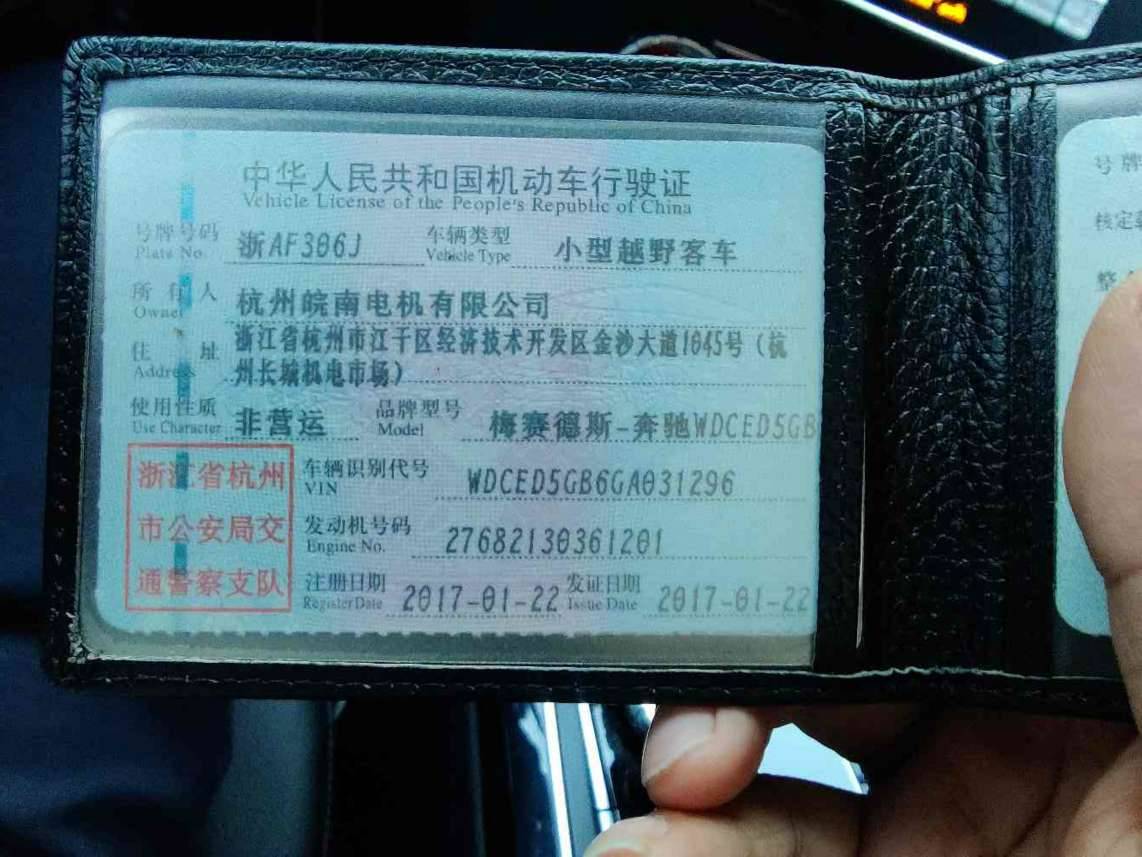 中华人民共和国机动车行驶证
Vehicle License of the People's Republic of China
号牌号码 浙AF306J 车辆类型 小型越野客车
Plate No. Vehicle Type
所有人 杭州皖南电机有限公司
Owner
住址 浙江省杭州市江干区经济技术开发区金沙大道1045号（杭
Address 州长城机电市场）
使用性质 非营运 品牌型号 梅赛德斯-奔驰WDCED5GB
Use Character Model
浙江省杭州
市公安局交
通警察支队
车辆识别代号 WDCED5GB6GA031296
VIN
发动机号码 27682130361201
Engine No.
注册日期 2017-01-22 发证日期 2017-01-22
Register Date Issue Date
号牌
核定
整